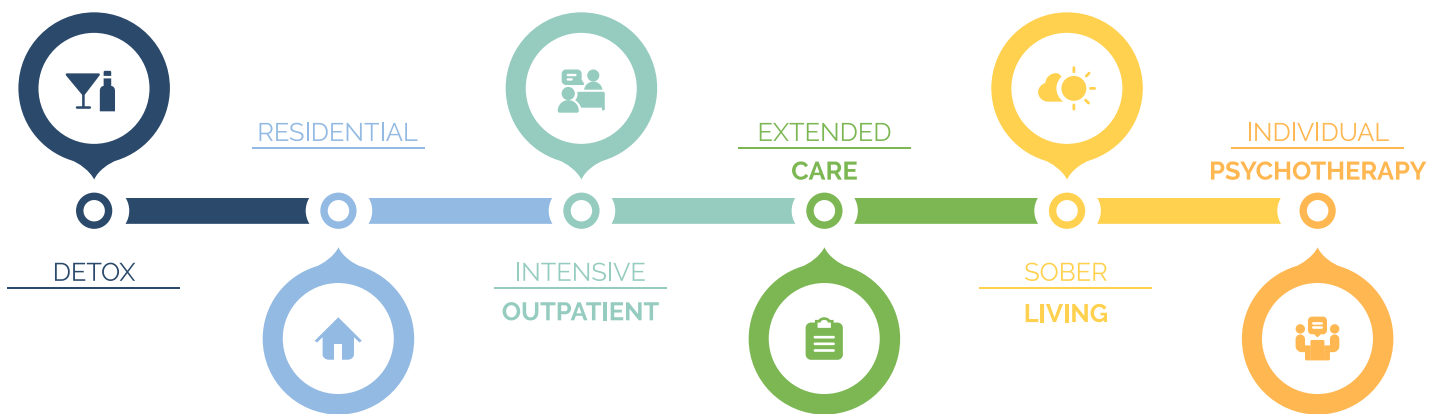 DETOX
RESIDENTIAL
INTENSIVE
OUTPATIENT
EXTENDED
CARE
SOBER
LIVING
INDIVIDUAL
PSYCHOTHERAPY